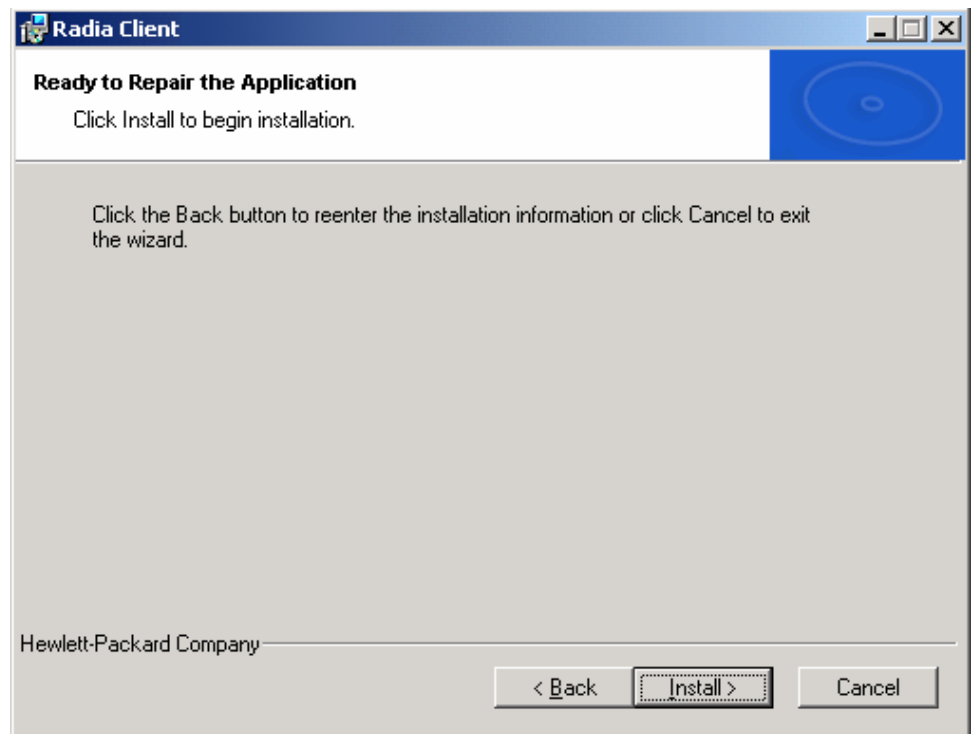 Radia Client
Ready to Repair the Application
Click Install to begin installation.
Click the Back button to reenter the installation information or click Cancel to exit
the wizard.
Hewlett-Packard Company
< Back Install > Cancel